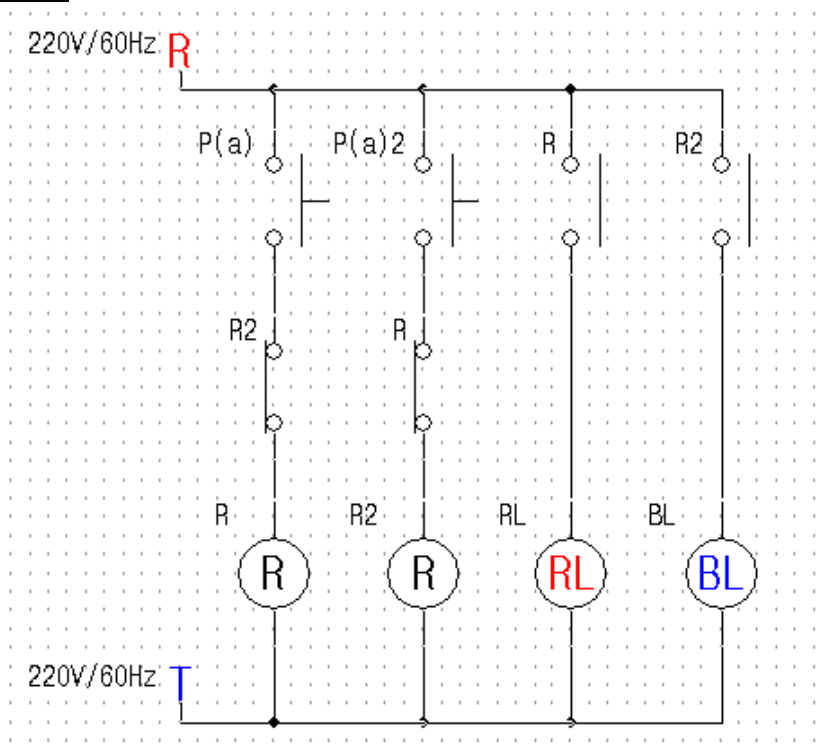 220V/60Hz R
P(a) P(a)2 R R2
R2 R
R R2 RL BL
R R RL BL
220V/60Hz T